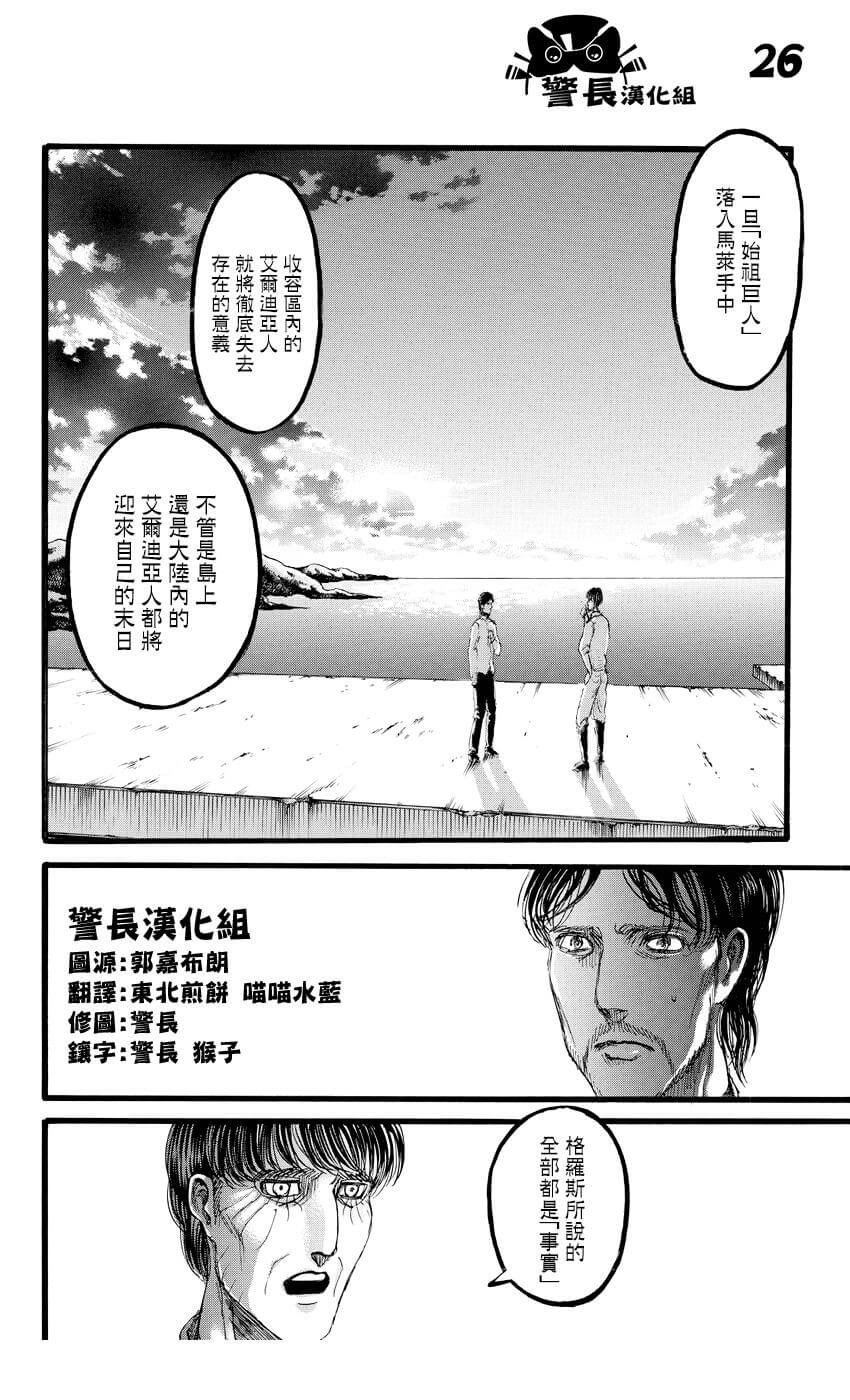 警長漢化組
26
一旦「始祖巨人」
落入馬萊手中
收容區內的
艾爾迪亞人
就將徹底失去
存在的意義
不管是島上
還是大陸內的
艾爾迪亞人都將
迎來自己的末日
警長漢化組
圖源:郭嘉布朗
翻譯:東北煎餅 喵喵水藍
修圖:警長
鑲字:警長 猴子
格羅斯所說的
全部都是「事實」